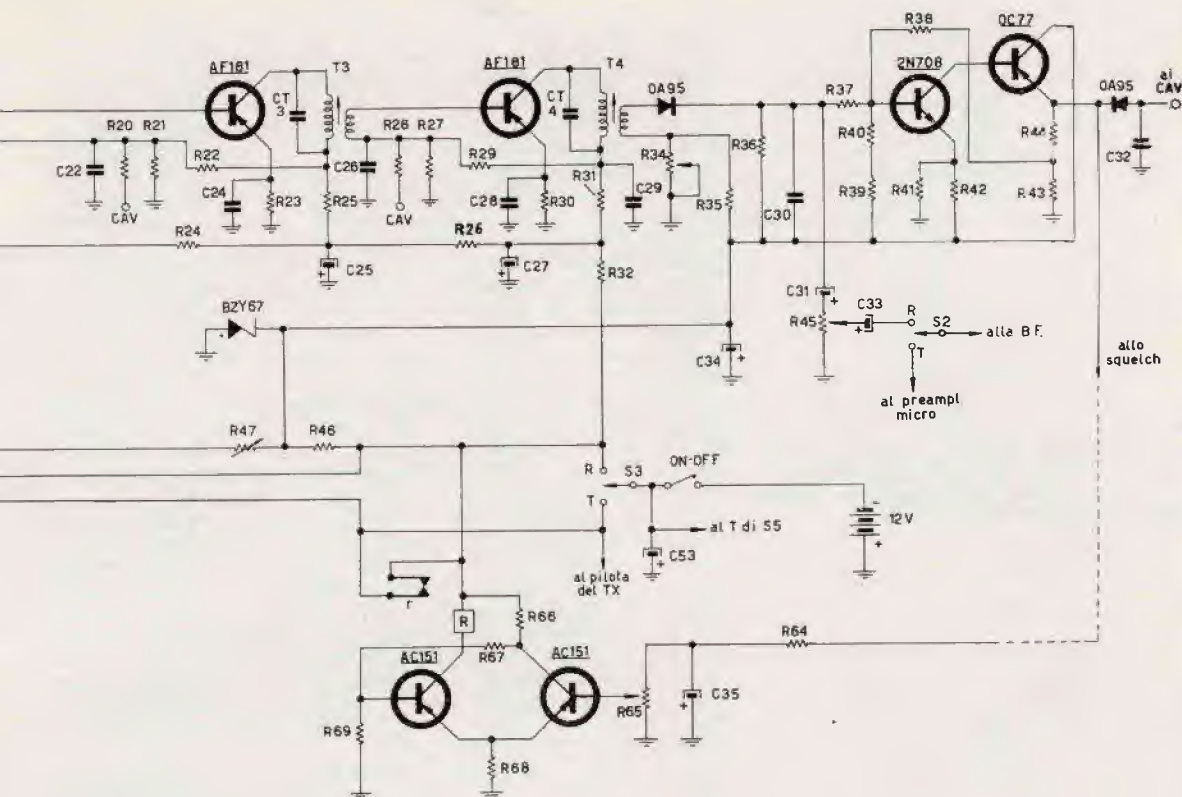 R38
OC77
AF181
T3
AF181
T4
2N708
OA95
OA95
ai
CAV
CT
3
CT
4
R37
R20
R21
R26
R27
R36
R40
R44
C32
R22
C26
R29
R34
C22
R31
C24
C28
C29
R39
R41
R42
R43
R23
R25
R30
R35
C30
CAV
CAV
R24
R26
C25
C27
R32
C31
C33
R
BZY67
R45
S2
alla B.F.
C34
T
allo
squelch
al preampl
micro
R47
R46
R
S3
ON-OFF
T
12V
al T di S5
C53
al pilota
del TX
r
R
R66
R64
R67
AC151
AC151
R65
C35
R69
R68